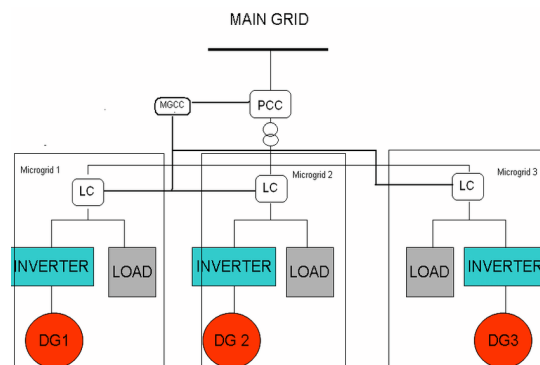 MAIN GRID
MGCC
PCC
Microgrid 1
Microgrid 2
Microgrid 3
LC
LC
LC
INVERTER
LOAD
INVERTER
LOAD
LOAD
INVERTER
DG1
DG 2
DG3